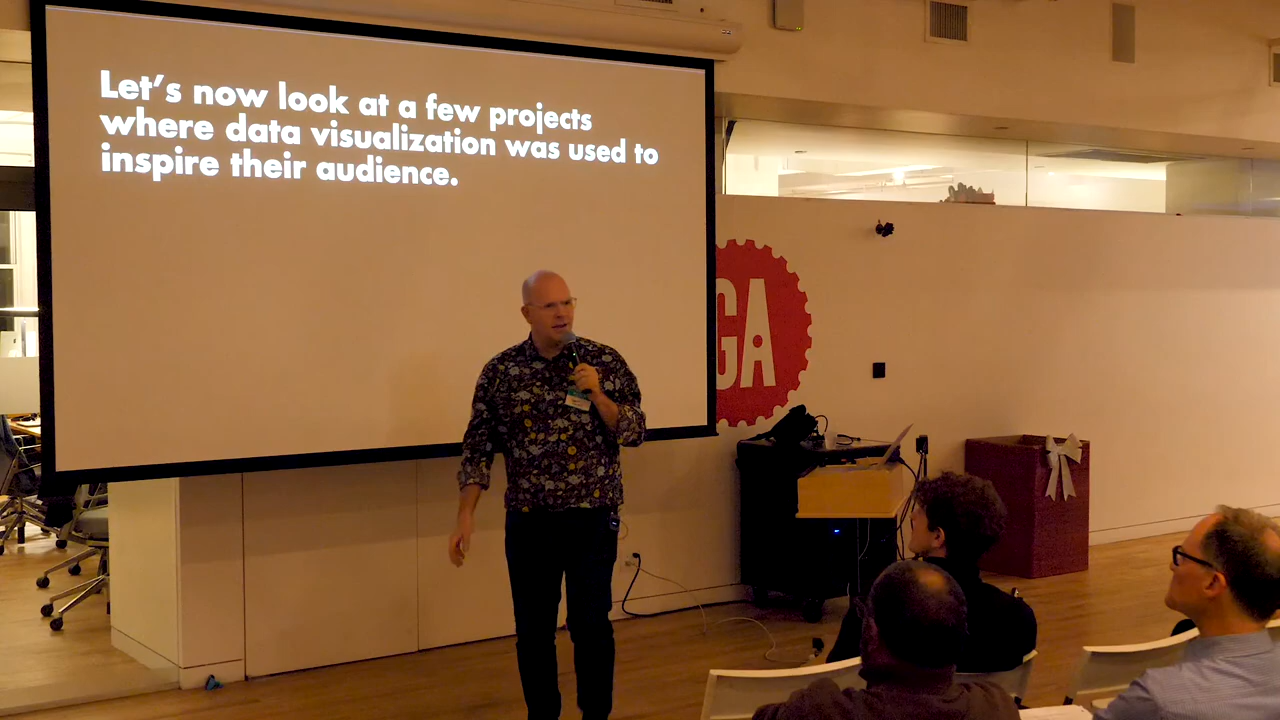 Let's now look at a few projects
where data visualization was used to
inspire their audience.
GA